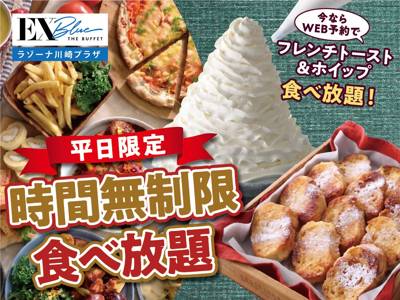 EX Blue
THE BUFFET
ラゾーナ川崎プラザ
今なら
WEB予約で
フレンチトースト
&ホイップ
食べ放題!
平日限定
時間無制限
食べ放題